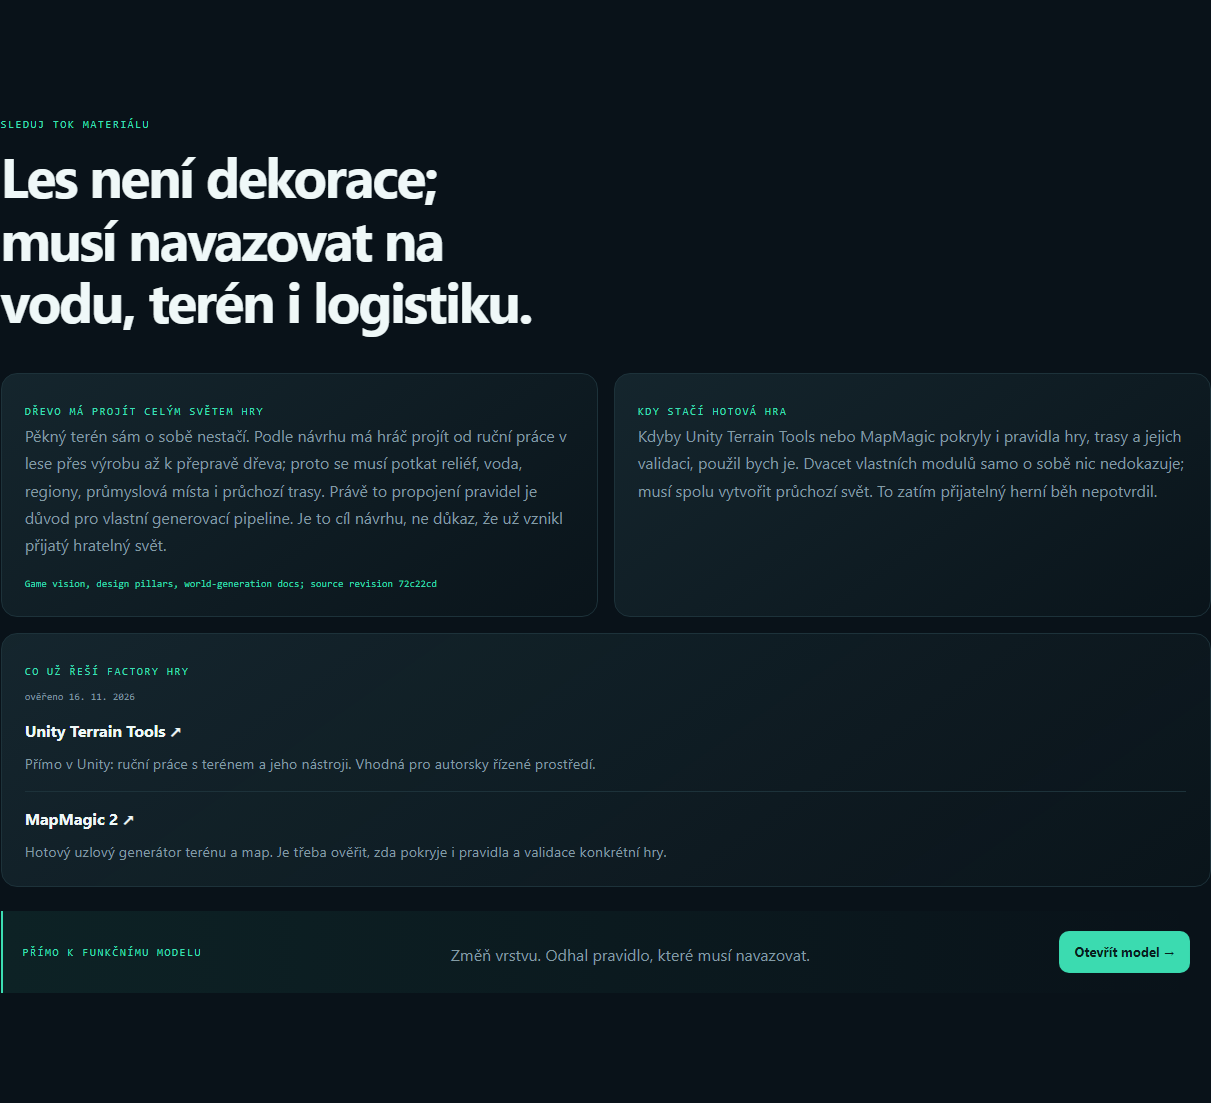 SLEDUJ TOK MATERIÁLU
Les není dekorace;
musí navazovat na
vodu, terén i logistiku.
DŘEVO MÁ PROJÍT CELÝM SVĚTEM HRY
Pěkný terén sám o sobě nestačí. Podle návrhu má hráč projít od ruční práce v
lese přes výrobu až k přepravě dřeva; proto se musí potkat reliéf, voda,
regiony, průmyslová místa i průchozí trasy. Právě to propojení pravidel je
důvod pro vlastní generovací pipeline. Je to cíl návrhu, ne důkaz, že už vznikl
přijatý hratelný svět.
Game vision, design pillars, world-generation docs; source revision 72c22cd
KDY STAČÍ HOTOVÁ HRA
Kdyby Unity Terrain Tools nebo MapMagic pokryly i pravidla hry, trasy a jejich
validaci, použil bych je. Dvacet vlastních modulů samo o sobě nic nedokazuje;
musí spolu vytvořit průchozí svět. To zatím přijatelný herní běh nepotvrdil.
CO UŽ ŘEŠÍ FACTORY HRY
ověřeno 16. 11. 2026
Unity Terrain Tools ↗
Přímo v Unity: ruční práce s terénem a jeho nástroji. Vhodná pro autorsky řízené prostředí.
MapMagic 2 ↗
Hotový uzlový generátor terénu a map. Je třeba ověřit, zda pokryje i pravidla a validace konkrétní hry.
PŘÍMO K FUNKČNÍMU MODELU
Změň vrstvu. Odhal pravidlo, které musí navazovat.
Otevřít model →